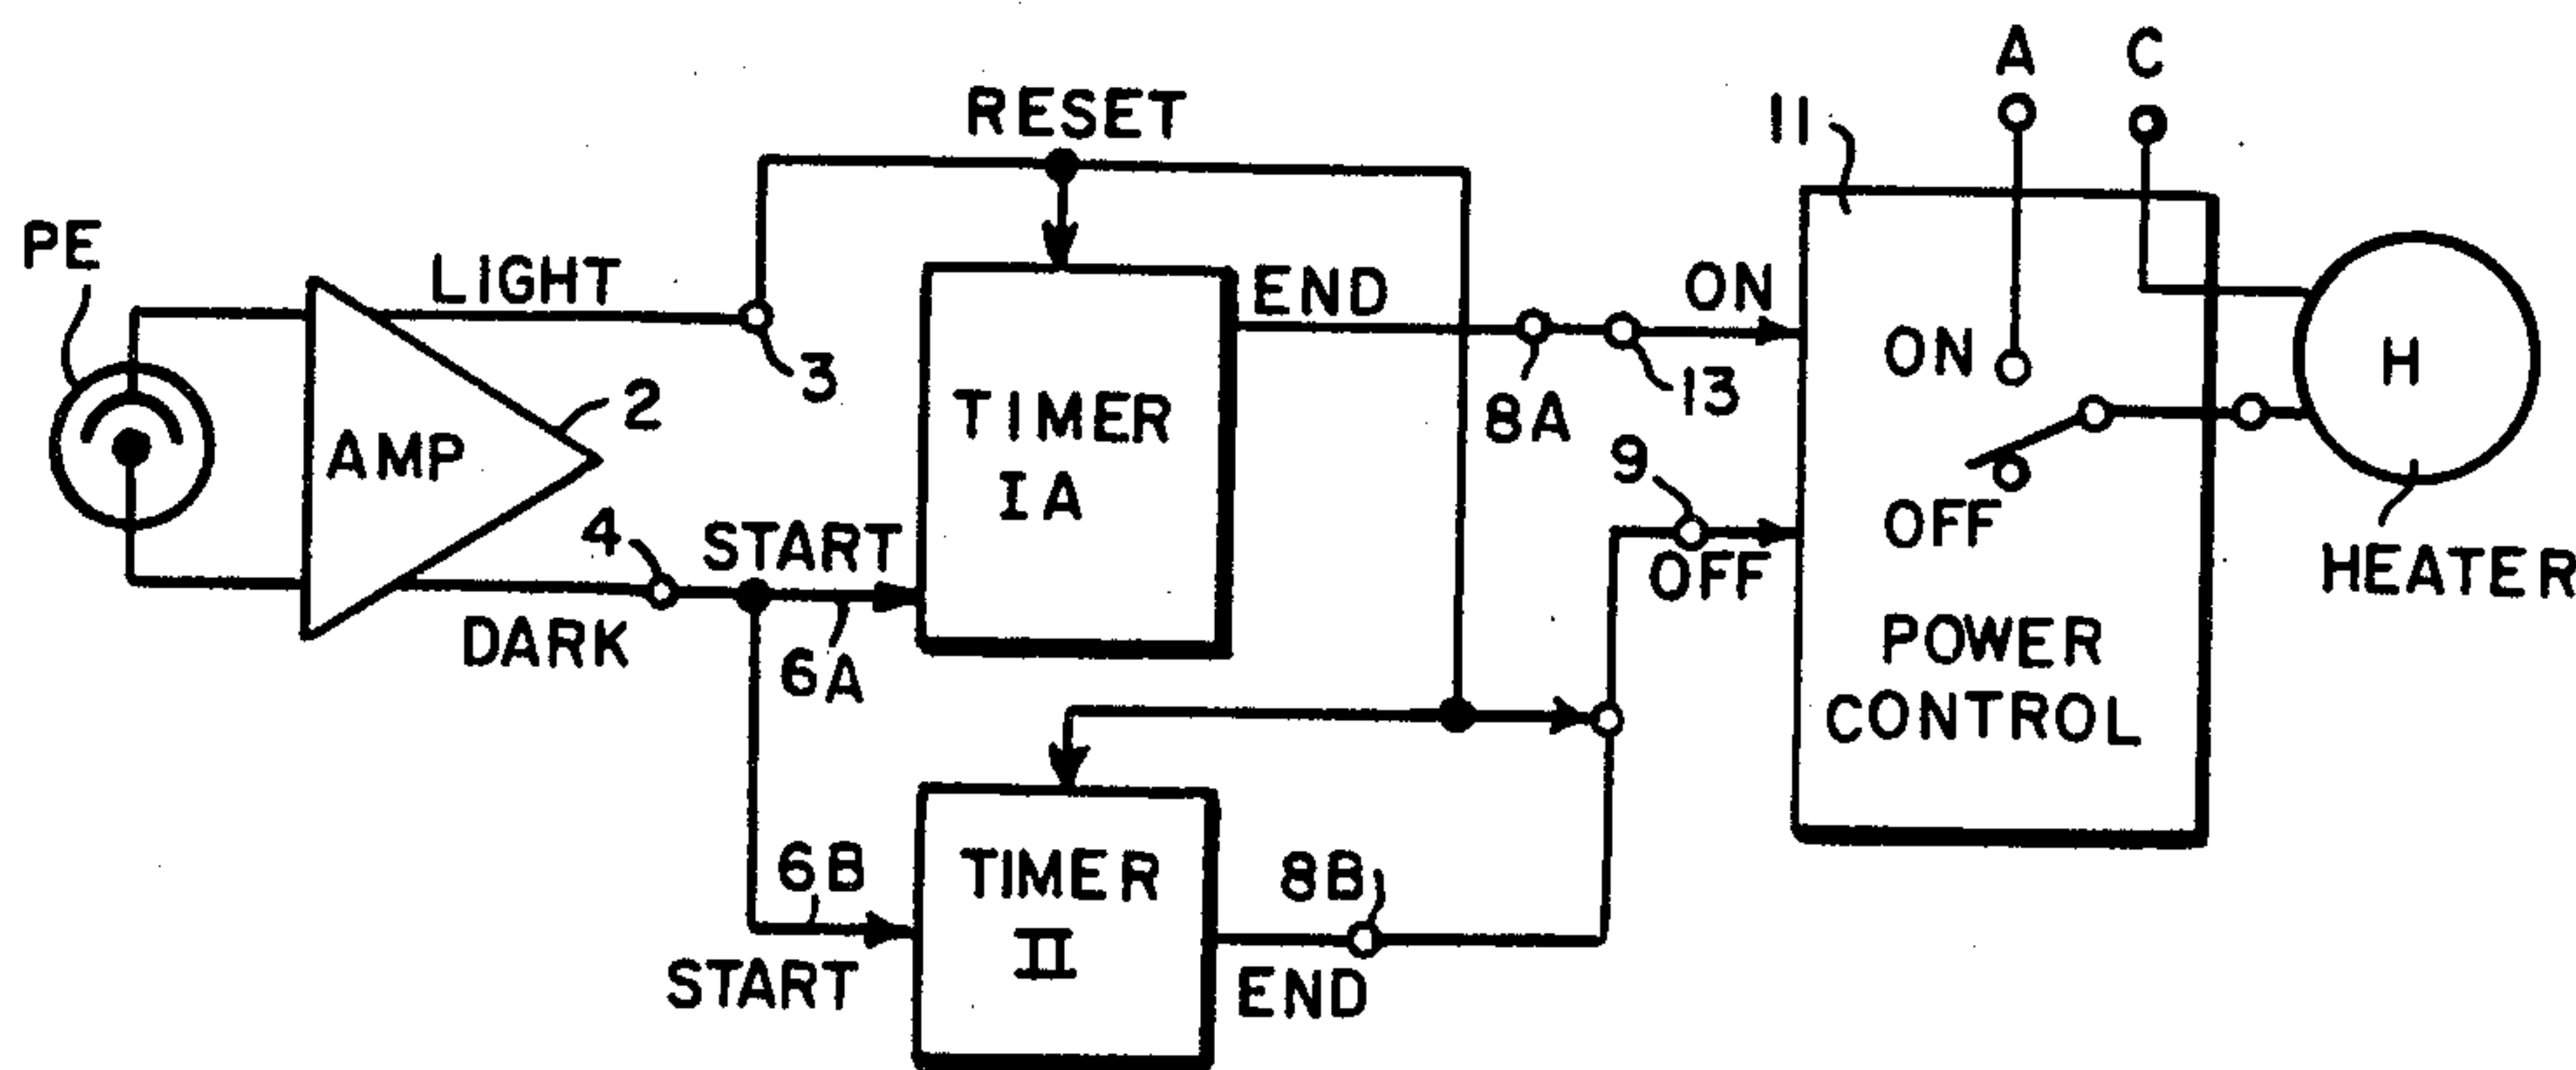 A C
RESET
11
PE
LIGHT
END
ON
3
ON
H
2
TIMER
IA
13
8A
AMP
9
4
START
OFF
OFF
HEATER
DARK
6A
POWER
CONTROL
6B
TIMER
II
8B
START
END